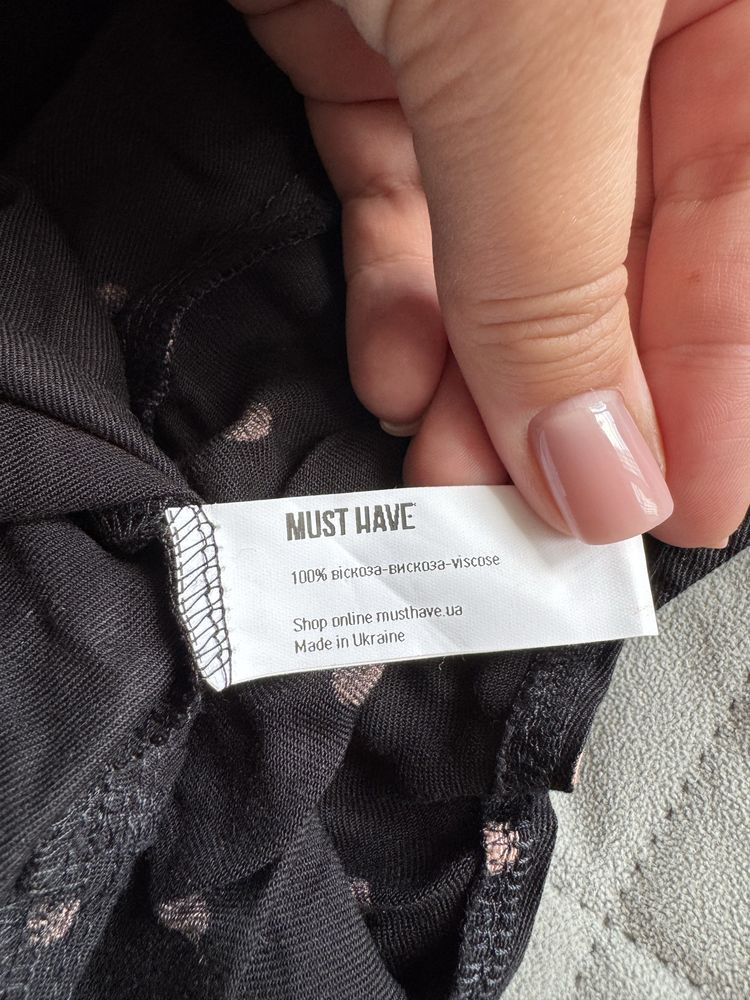 MUST HAVE
100% віскоза-вискоза-viscose
Shop online musthave.ua
Made in Ukraine